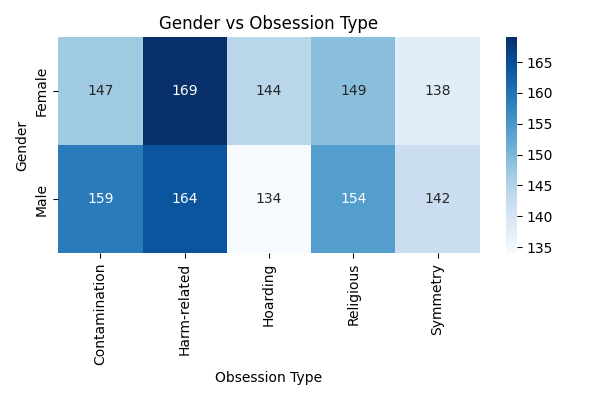 Gender vs Obsession Type
Gender
Female
147 169 144 149 138
Male
159 164 134 154 142
Contamination
Harm-related
Hoarding
Religious
Symmetry
Obsession Type
165
160
155
150
145
140
135